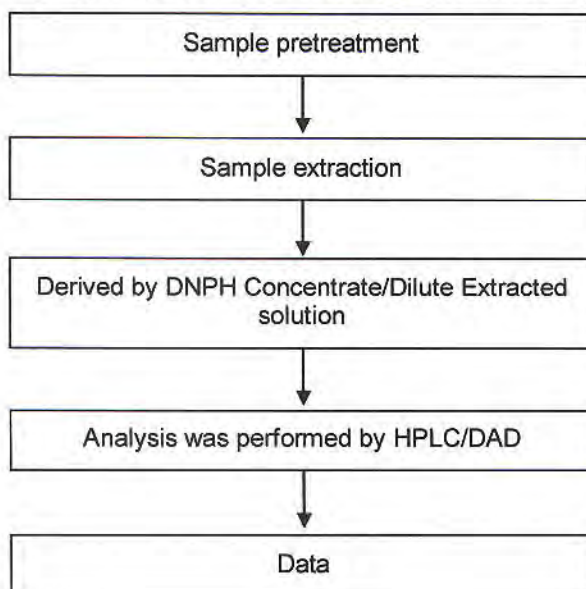 Sample pretreatment
Sample extraction
Derived by DNPH Concentrate/Dilute Extracted
solution
Analysis was performed by HPLC/DAD
Data